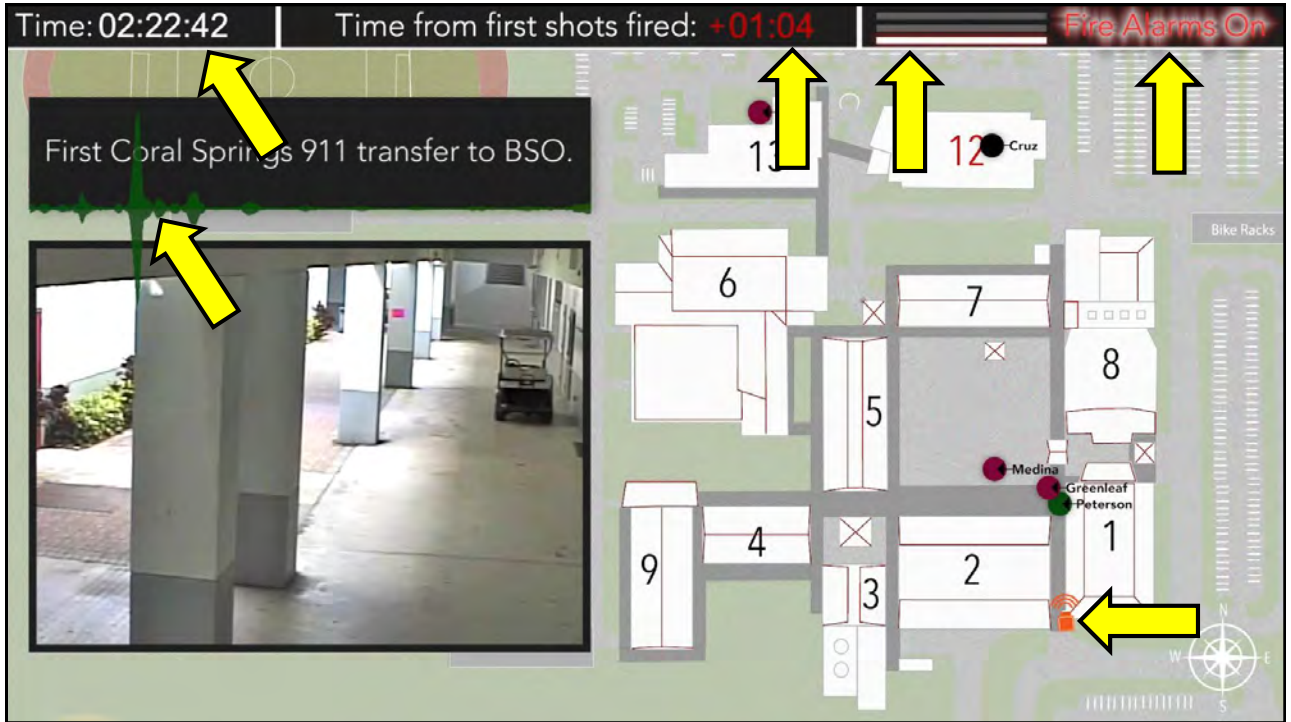 Time: 02:22:42
Time from first shots fired: +01:04
Fire Alarms On
First Coral Springs 911 transfer to BSO.
13
12
Cruz
Bike Racks
6
7
8
5
Medina
Greenleaf
Peterson
9
4
3
2
1
N
W
E
S